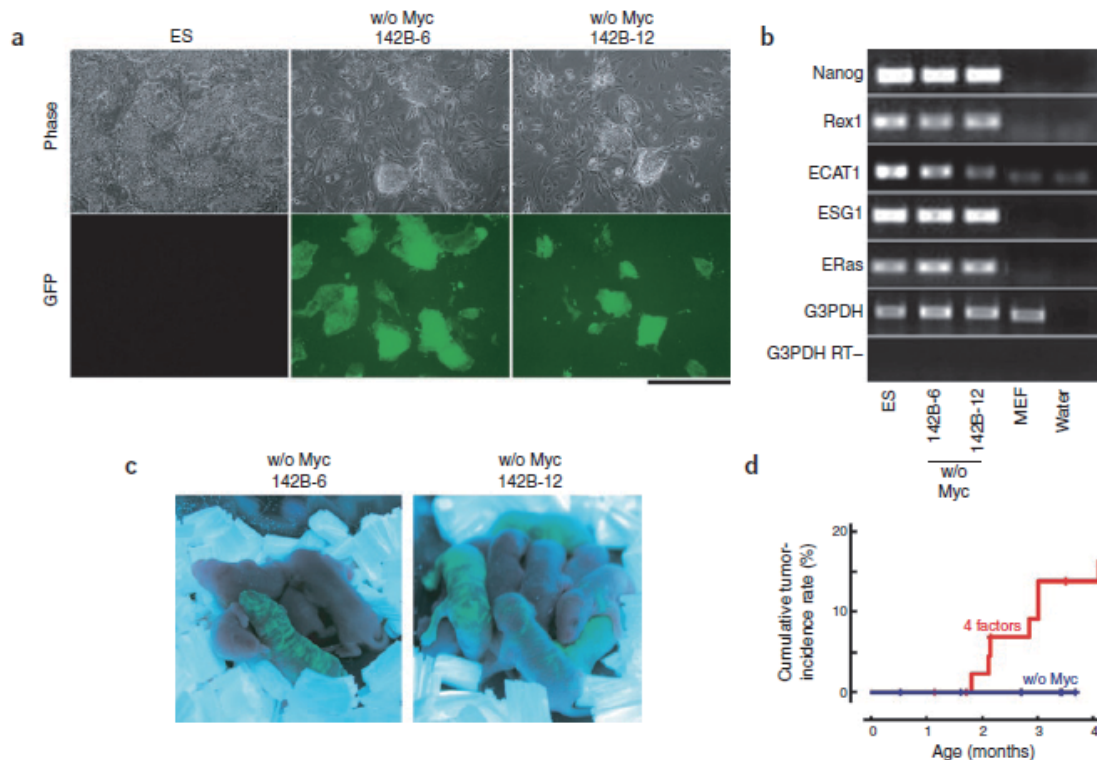 a
ES
w/o Myc
142B-6
w/o Myc
142B-12
Phase
GFP
b
Nanog
Rex1
ECAT1
ESG1
ERas
G3PDH
G3PDH RT–
ES
142B-6
142B-12
MEF
Water
w/o
Myc
c
w/o Myc
142B-6
w/o Myc
142B-12
d
Cumulative tumor-
incidence rate (%)
20
10
0
4 factors
w/o Myc
0 1 2 3 4
Age (months)